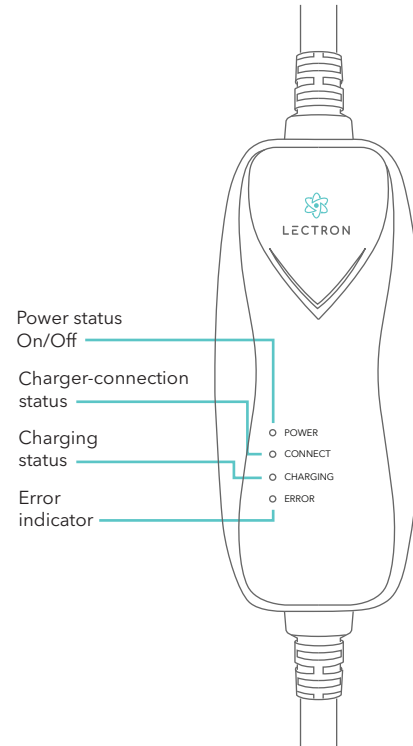 LECTRON
Power status
On/Off
Charger-connection
status
Charging
status
Error
indicator
POWER
CONNECT
CHARGING
ERROR